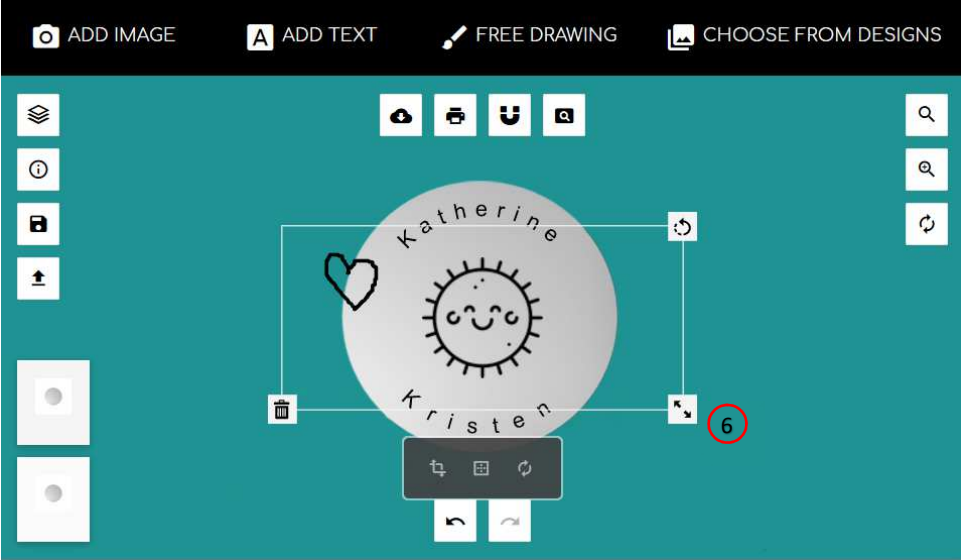 ADD IMAGE
ADD TEXT
FREE DRAWING
CHOOSE FROM DESIGNS
Katherine
Kristen
6